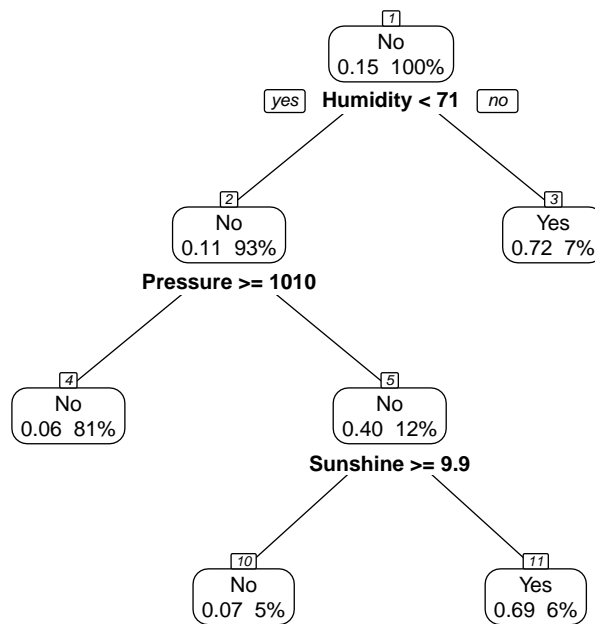 1
No
0.15 100%
yes Humidity < 71 no
2
No
0.11 93%
3
Yes
0.72 7%
Pressure >= 1010
4
No
0.06 81%
5
No
0.40 12%
Sunshine >= 9.9
10
No
0.07 5%
11
Yes
0.69 6%